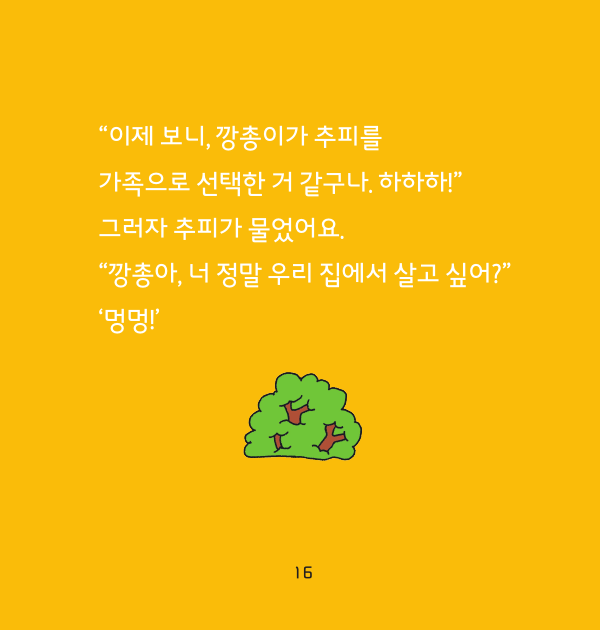 “이제 보니, 깡총이가 추피를
가족으로 선택한 거 같구나. 하하하!”
그러자 추피가 물었어요.
“깡총아, 너 정말 우리 집에서 살고 싶어?”
‘멍멍!’
16